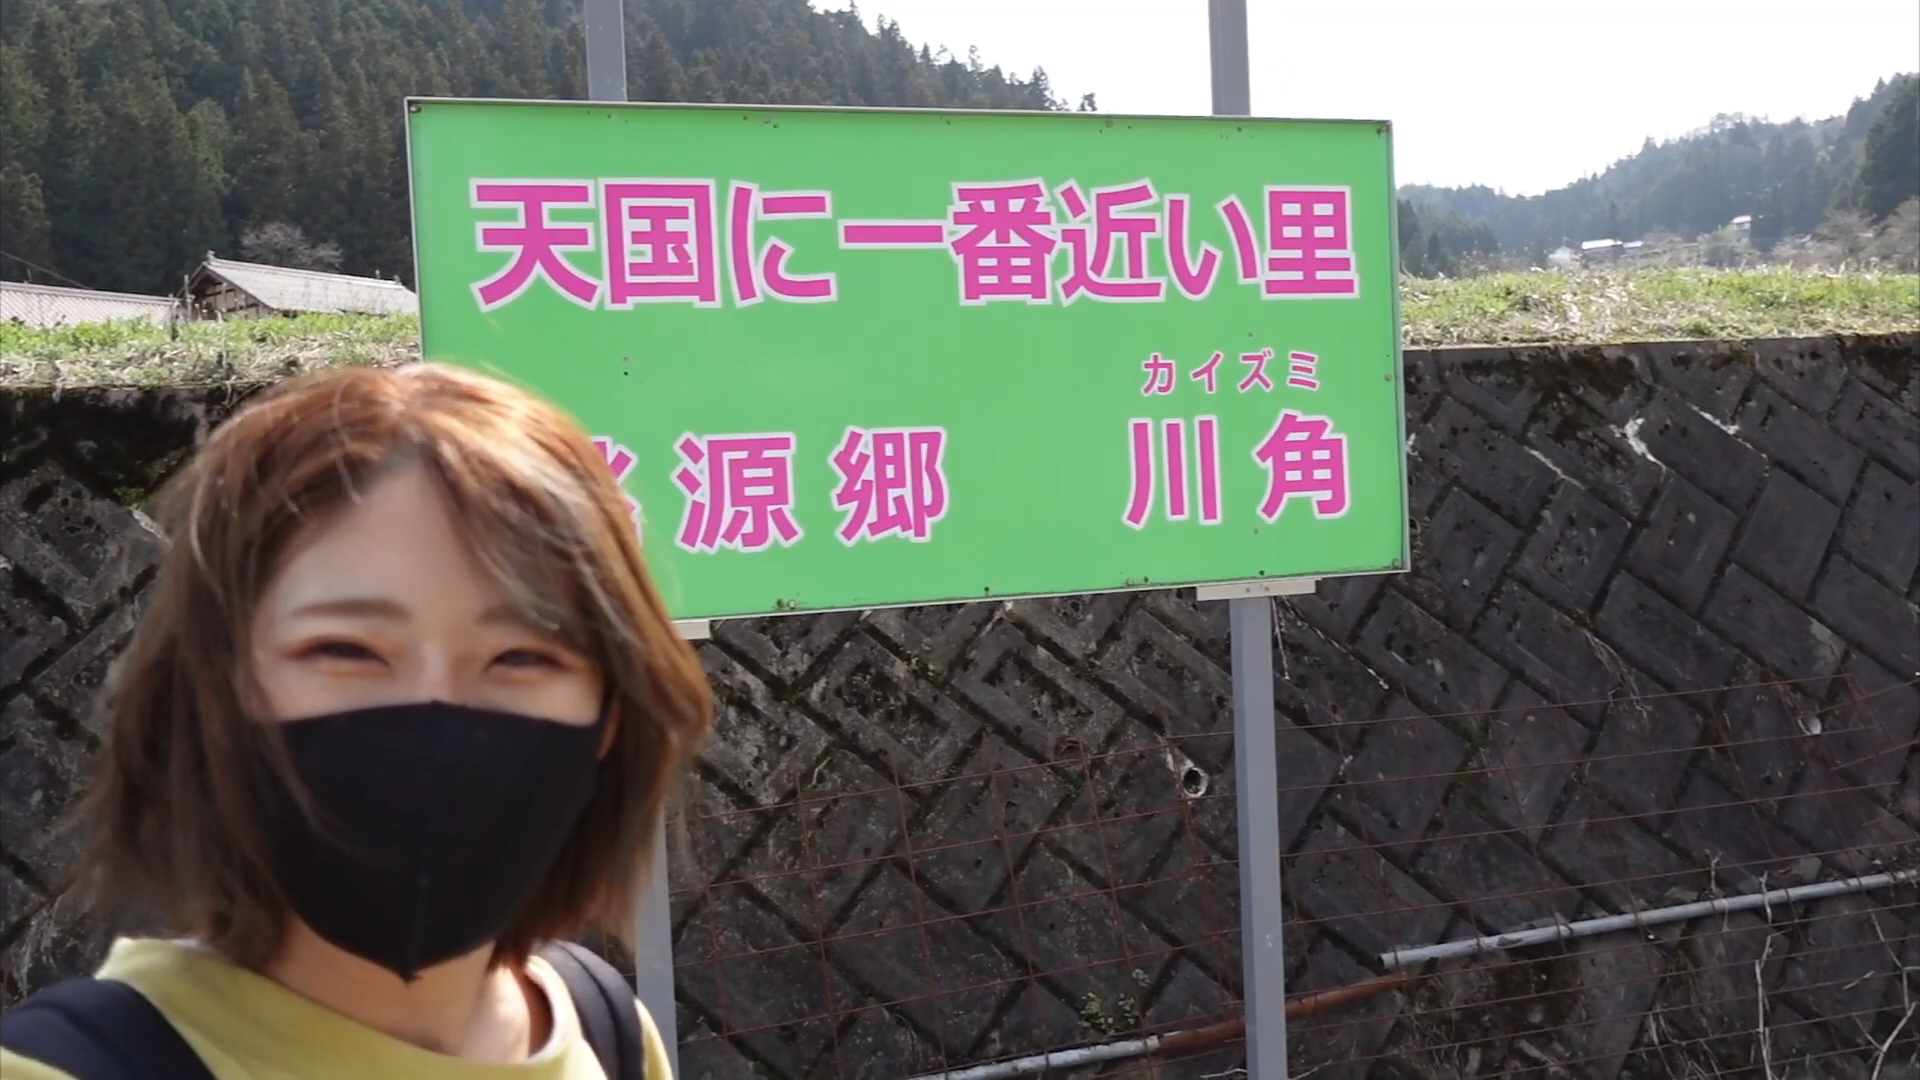 天国に一番近い里
カイズミ
源郷 川角